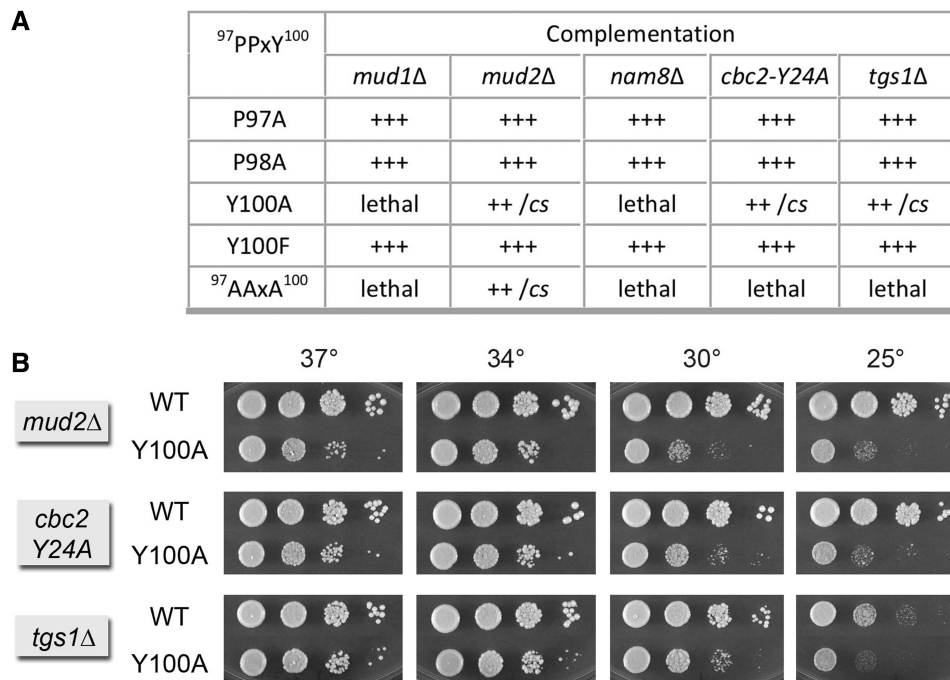 A
⁹⁷PPxY¹⁰⁰ Complementation
mud1Δ mud2Δ nam8Δ cbc2-Y24A tgs1Δ
P97A +++ +++ +++ +++ +++
P98A +++ +++ +++ +++ +++
Y100A lethal ++ /cs lethal ++ /cs ++ /cs
Y100F +++ +++ +++ +++ +++
⁹⁷AAxA¹⁰⁰ lethal ++ /cs lethal lethal lethal
B
37° 34° 30° 25°
mud2Δ
WT
Y100A
cbc2
Y24A
WT
Y100A
tgs1Δ
WT
Y100A